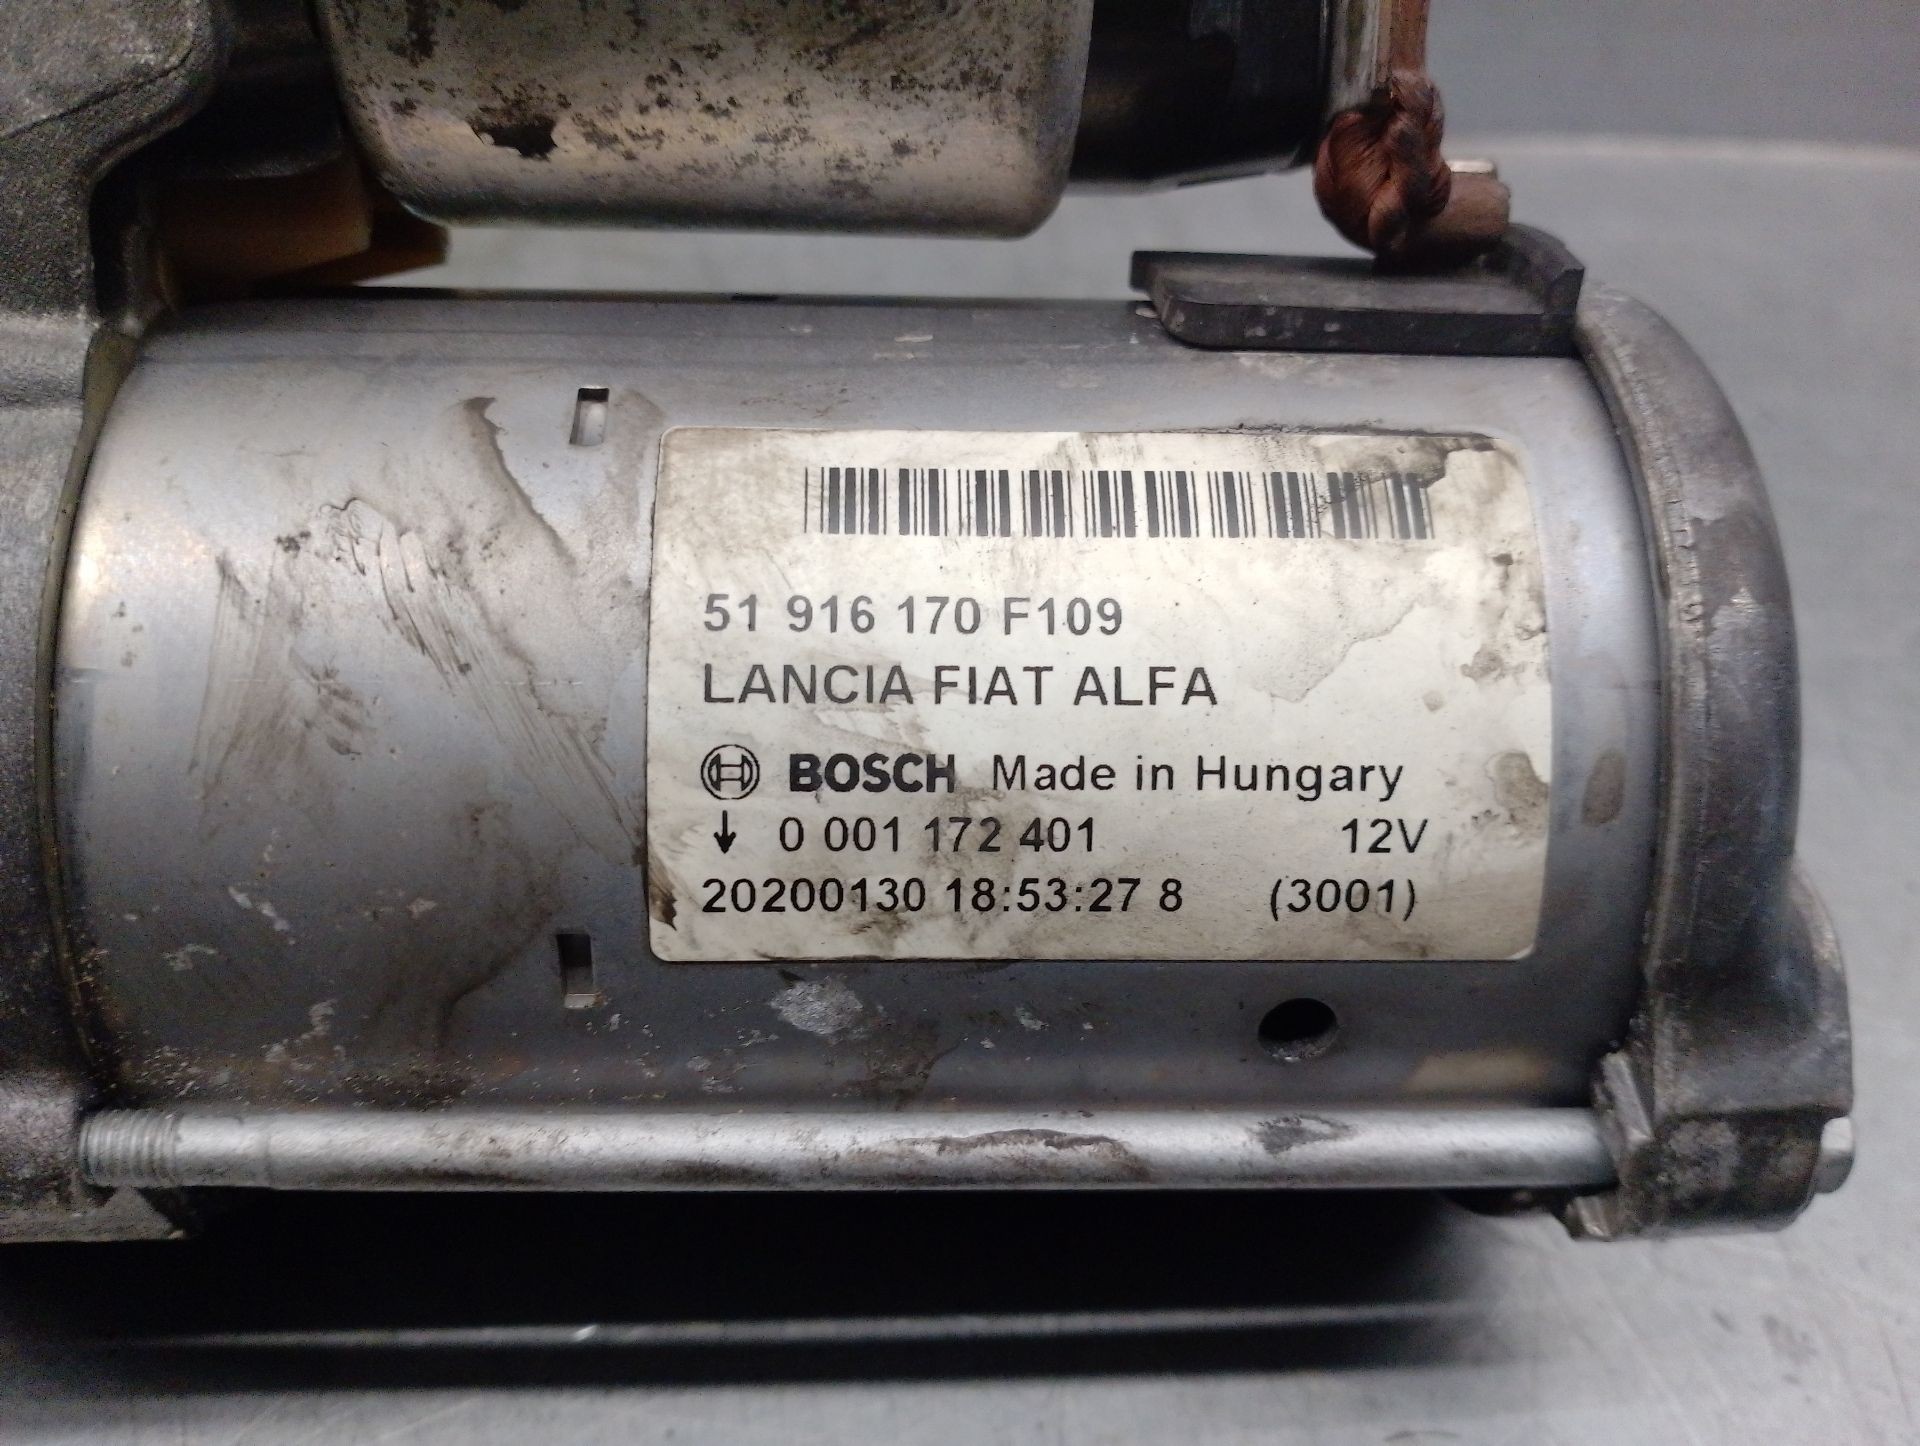 51 916 170 F109
LANCIA FIAT ALFA
BOSCH Made in Hungary
↓ 0 001 172 401 12V
20200130 18:53:27 8 (3001)